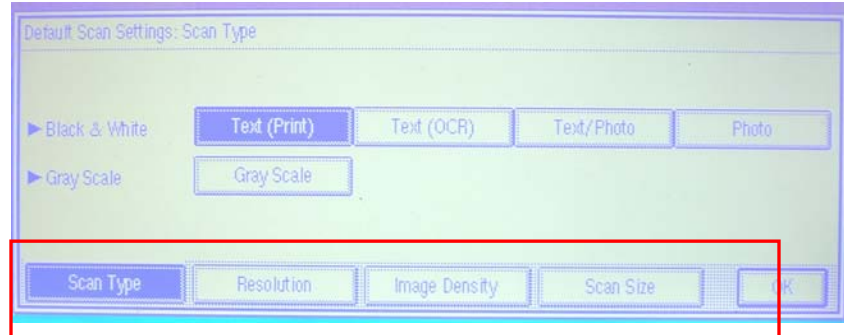 Default Scan Settings: Scan Type
► Black & White Text (Print) Text (OCR) Text/Photo Photo
► Gray Scale Gray Scale
Scan Type Resolution Image Density Scan Size OK